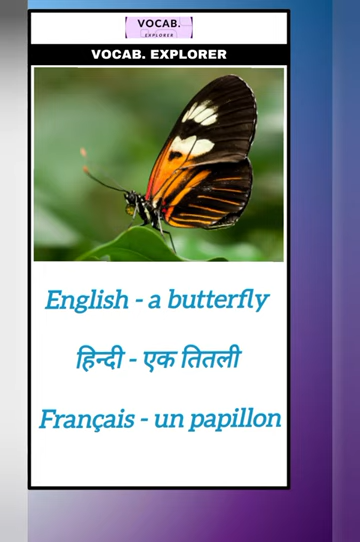 VOCAB.
EXPLORER
VOCAB. EXPLORER
English - a butterfly
हिन्दी - एक तितली
Français - un papillon